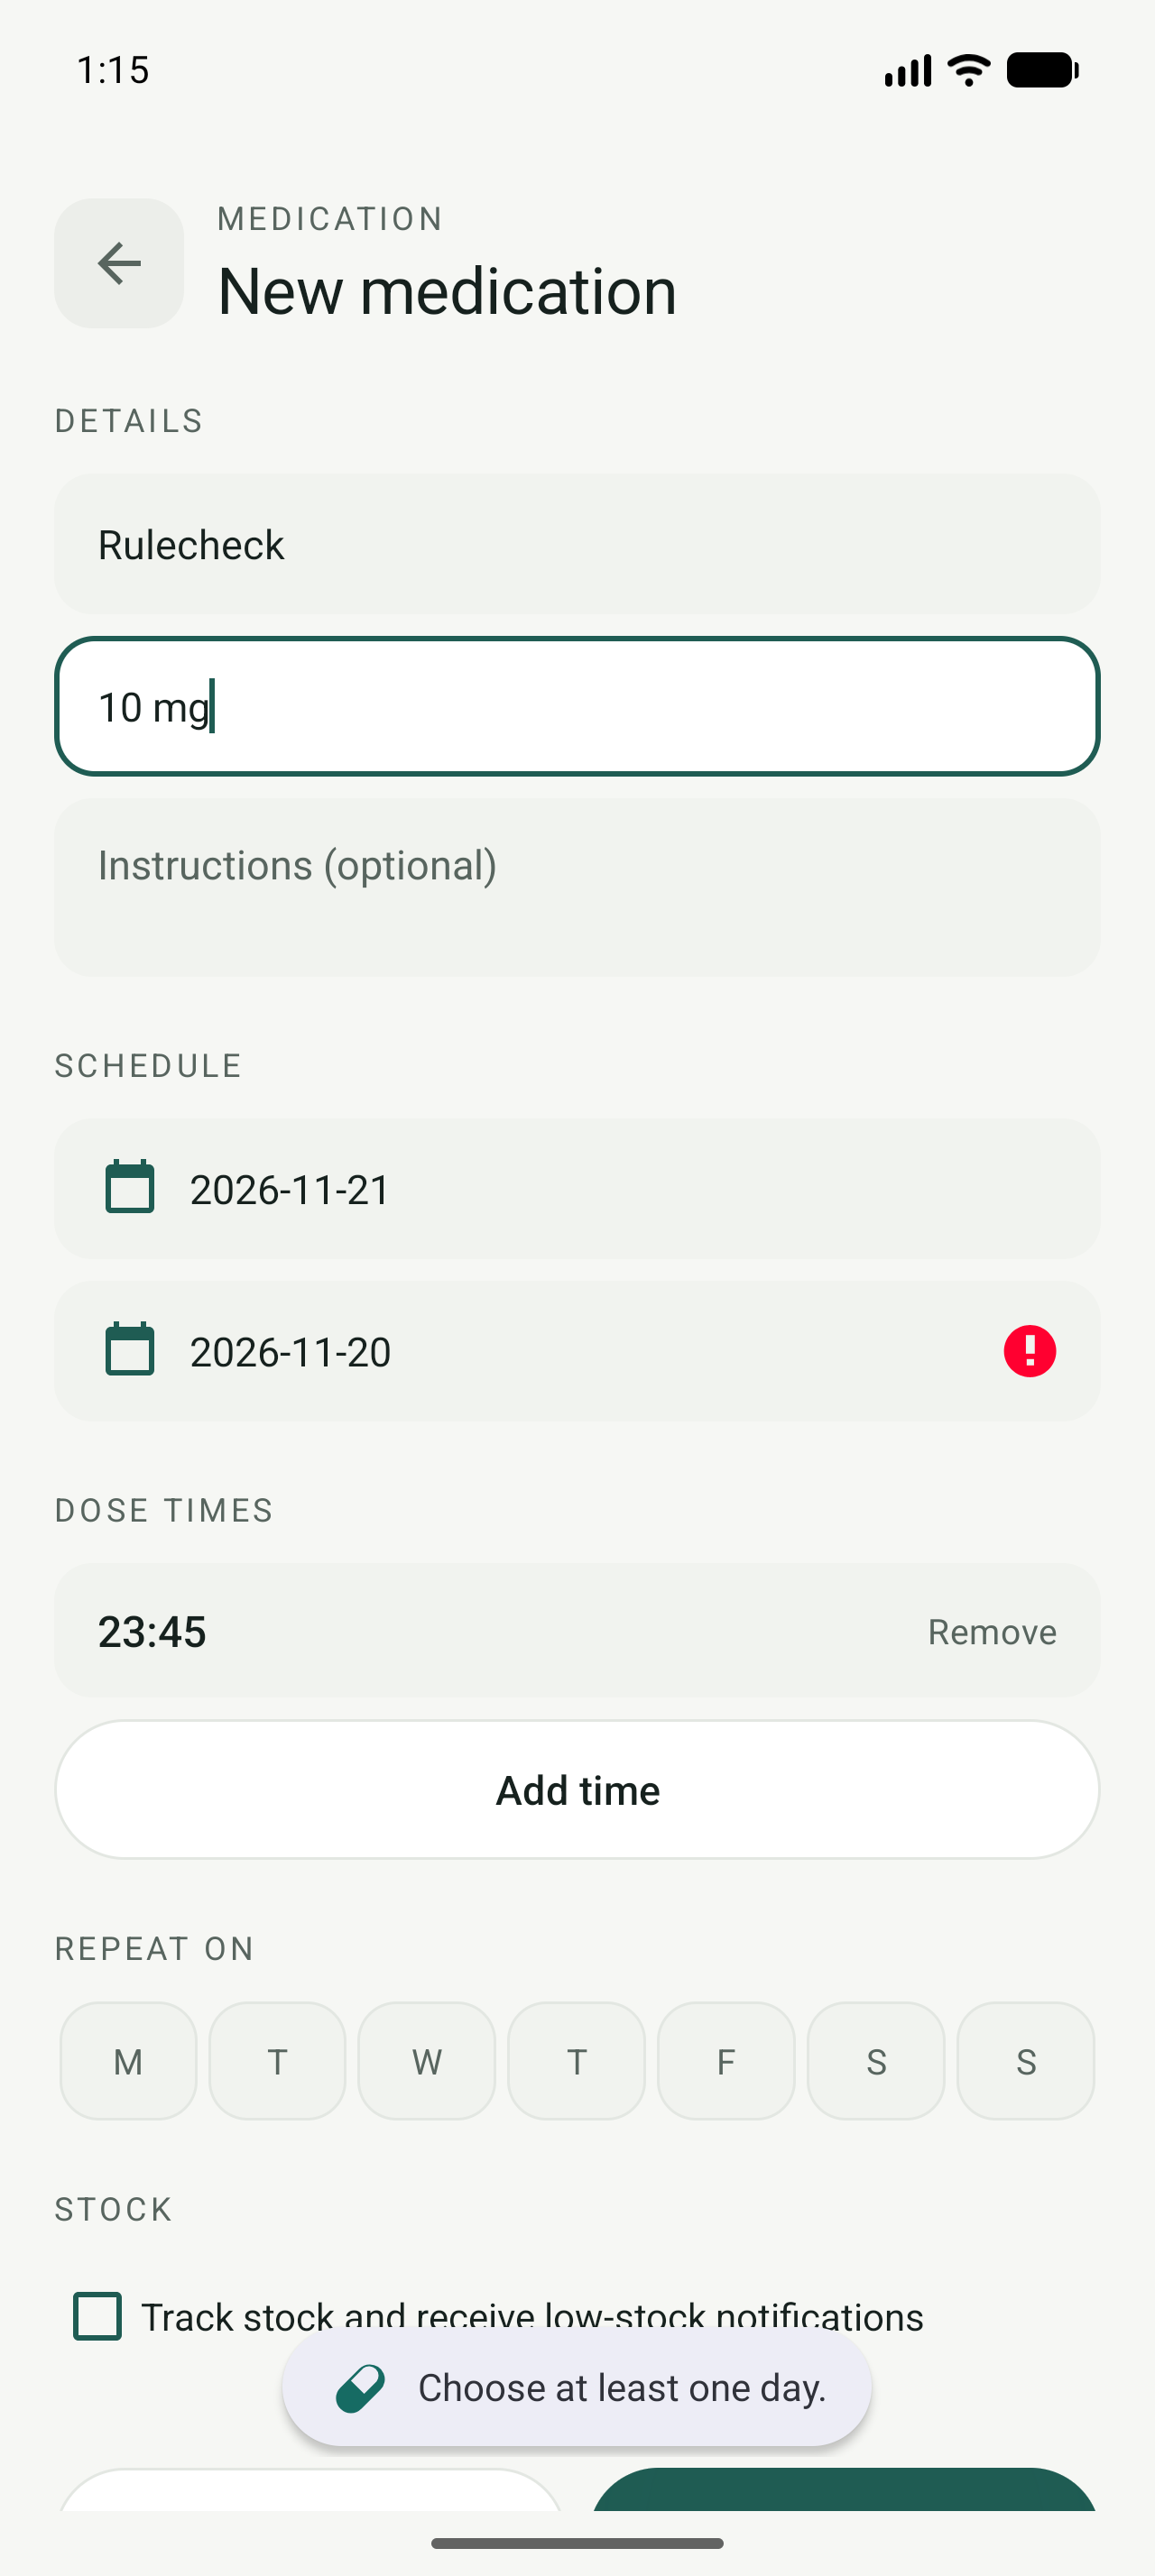 1:15
MEDICATION
New medication
DETAILS
Rulecheck
10 mg
Instructions (optional)
SCHEDULE
2026-11-21
2026-11-20
DOSE TIMES
23:45 Remove
Add time
REPEAT ON
M T W T F S S
STOCK
Track stock and receive low-stock notifications
Choose at least one day.